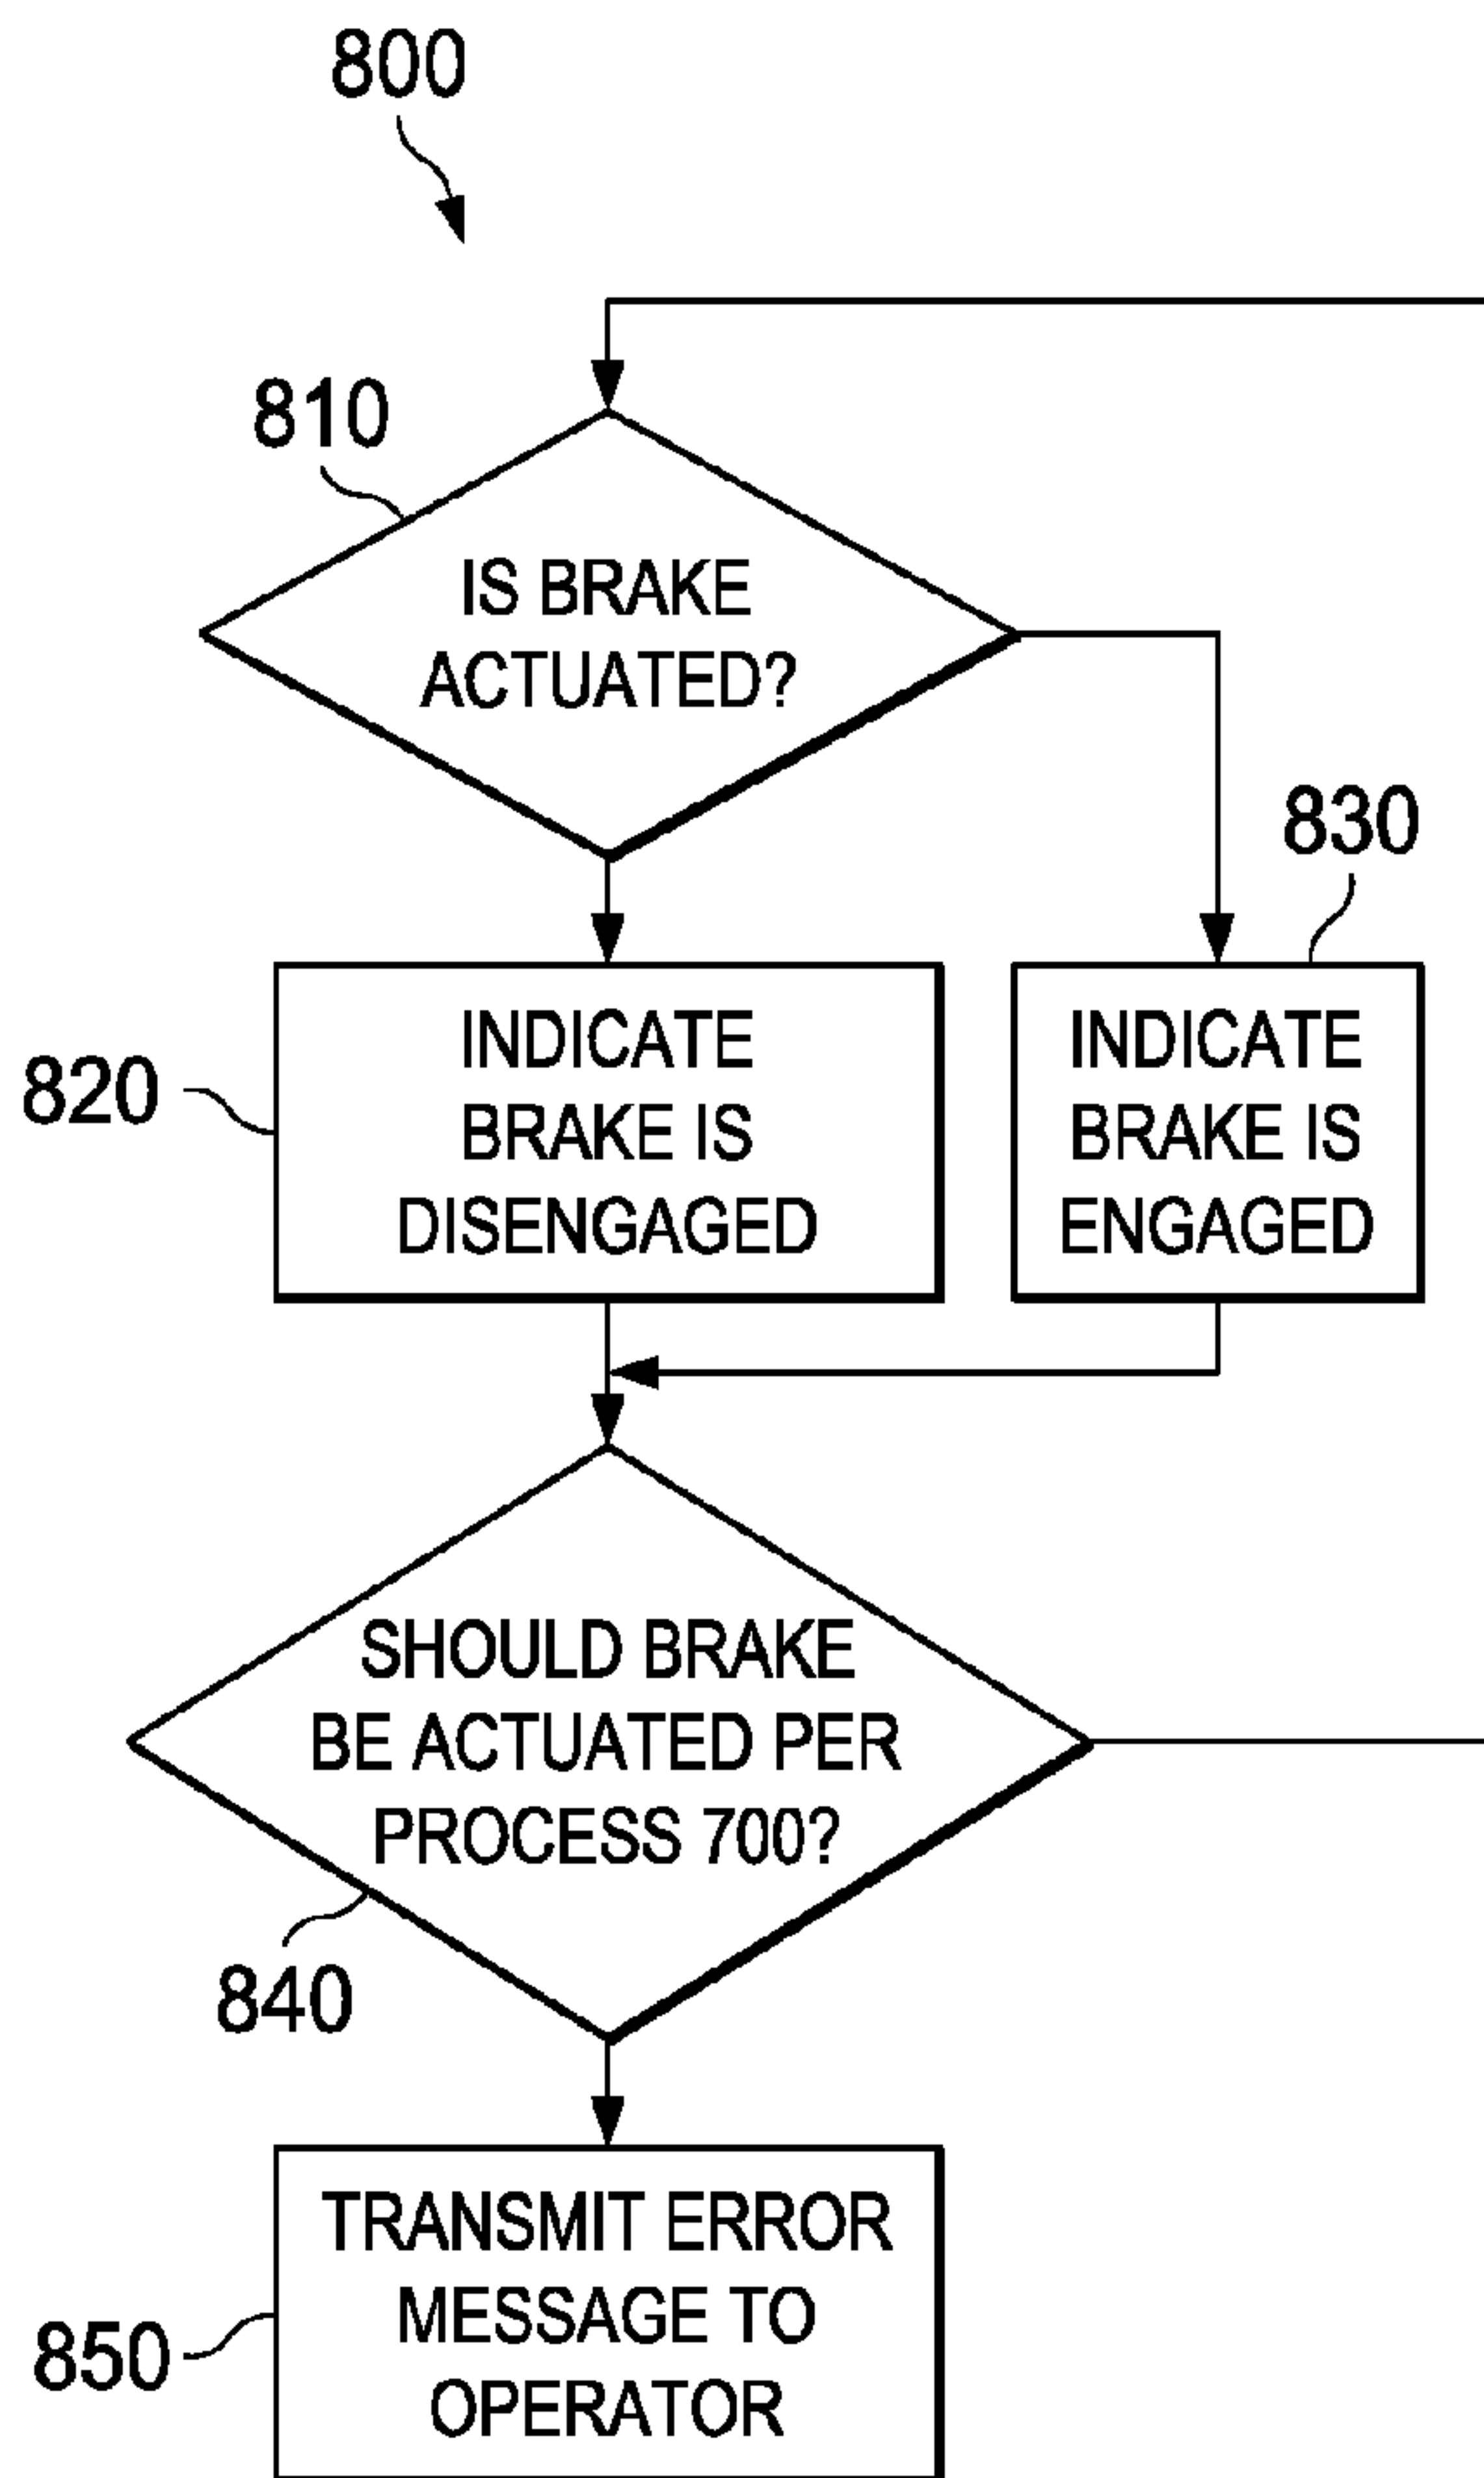 800
810
IS BRAKE
ACTUATED?
830
820
INDICATE
BRAKE IS
DISENGAGED
INDICATE
BRAKE IS
ENGAGED
SHOULD BRAKE
BE ACTUATED PER
PROCESS 700?
840
850
TRANSMIT ERROR
MESSAGE TO
OPERATOR